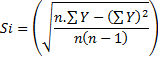 Si = (√((n.∑Y − (∑Y)²) / (n(n − 1))))